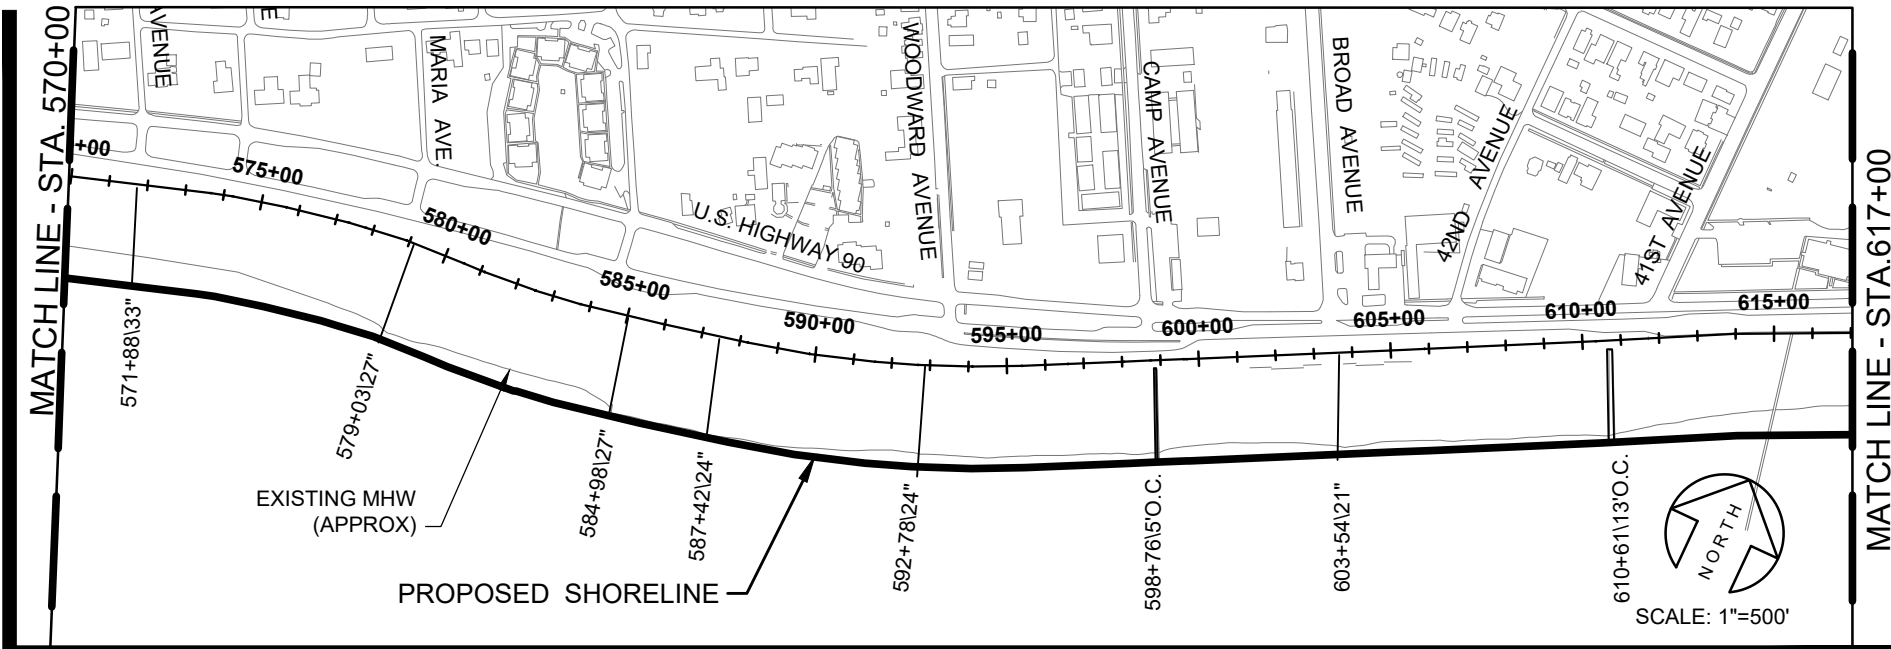 MATCH LINE - STA. 570+00
AVENUE
E
MARIA AVE.
WOODWARD AVENUE
CAMP AVENUE
BROAD AVENUE
42ND AVENUE
41ST AVENUE
U.S. HIGHWAY 90
+00
575+00
580+00
585+00
590+00
595+00
600+00
605+00
610+00
615+00
571+88\33"
579+03\27"
584+98\27"
587+42\24"
592+78\24"
598+76\5'O.C.
603+54\21"
610+61\13'O.C.
EXISTING MHW
(APPROX)
PROPOSED SHORELINE
NORTH
SCALE: 1"=500'
MATCH LINE - STA.617+00